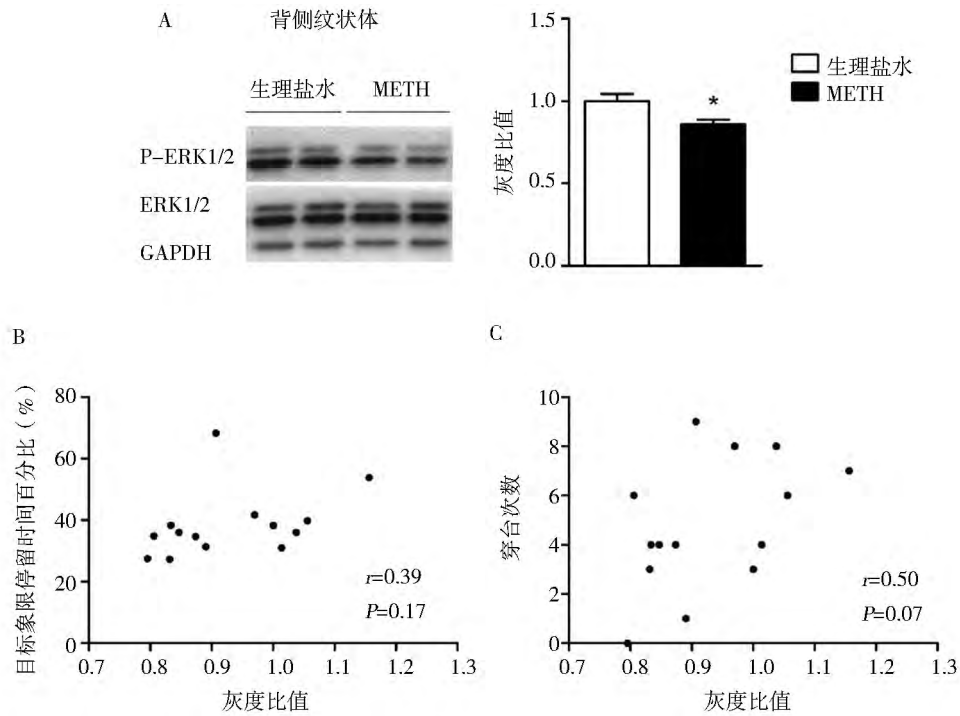 A
背侧纹状体
生理盐水 METH
P-ERK1/2
ERK1/2
GAPDH
灰度比值
1.5
1.0
0.5
0.0
*
生理盐水
METH
B
目标象限停留时间百分比（%）
80
60
40
20
0
0.7 0.8 0.9 1.0 1.1 1.2 1.3
灰度比值
r=0.39
P=0.17
C
穿台次数
10
8
6
4
2
0
0.7 0.8 0.9 1.0 1.1 1.2 1.3
灰度比值
r=0.50
P=0.07